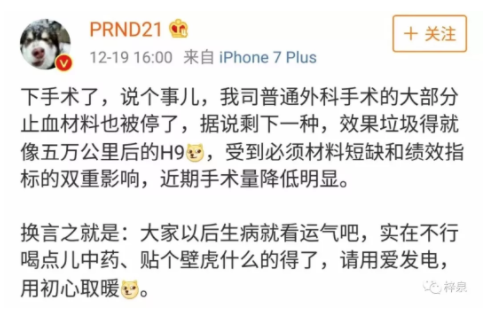 PRND21
+ 关注
12-19 16:00 来自 iPhone 7 Plus
下手术了，说个事儿，我司普通外科手术的大部分
止血材料也被停了，据说剩下一种，效果垃圾得就
像五万公里后的H9，受到必须材料短缺和绩效指
标的双重影响，近期手术量降低明显。
换言之就是：大家以后生病就看运气吧，实在不行
喝点儿中药、贴个壁虎什么的得了，请用爱发电，
用初心取暖。
梓泉